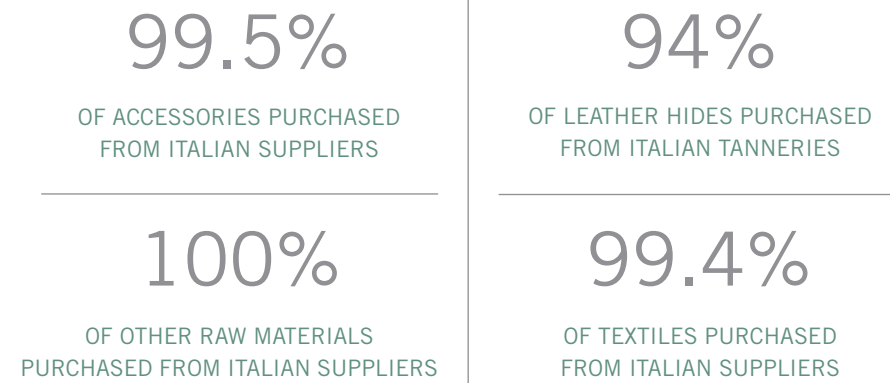 99.5%
OF ACCESSORIES PURCHASED
FROM ITALIAN SUPPLIERS
94%
OF LEATHER HIDES PURCHASED
FROM ITALIAN TANNERIES
100%
OF OTHER RAW MATERIALS
PURCHASED FROM ITALIAN SUPPLIERS
99.4%
OF TEXTILES PURCHASED
FROM ITALIAN SUPPLIERS